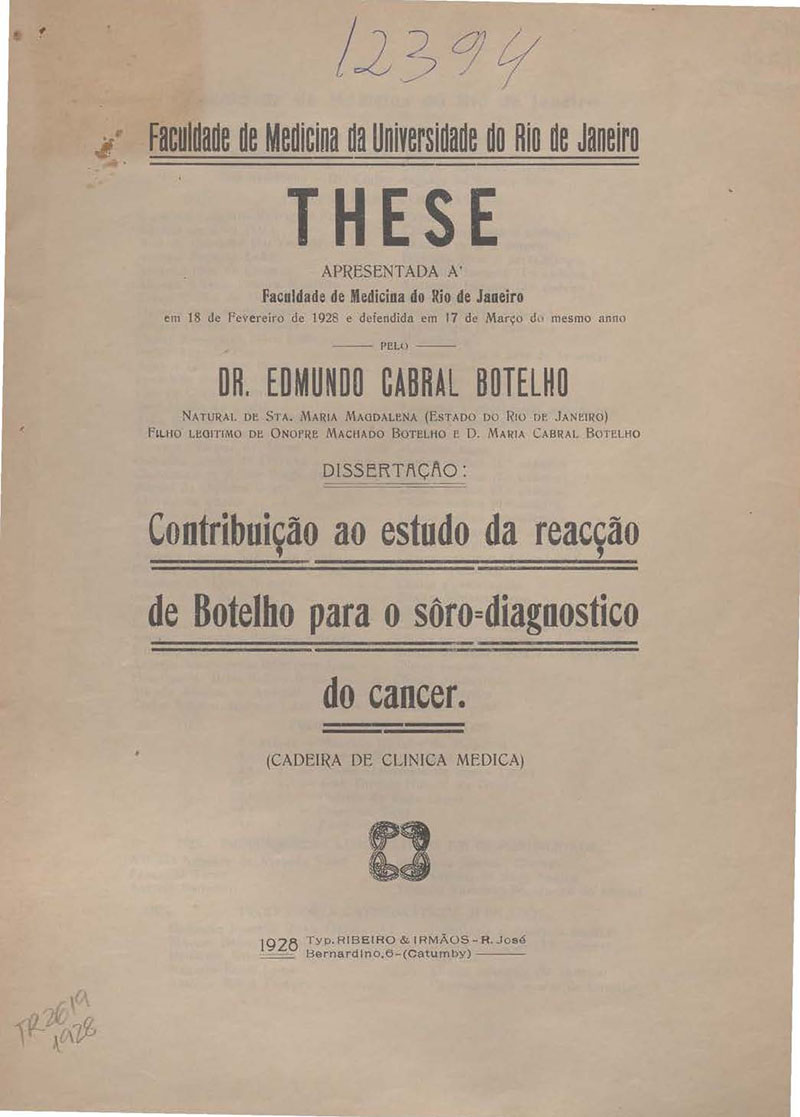 12394
Faculdade de Medicina da Universidade do Rio de Janeiro
THESE
APRESENTADA A'
Faculdade de Medicina do Rio de Janeiro
em 18 de Fevereiro de 1928 e defendida em 17 de Março do mesmo anno
PELO
DR. EDMUNDO CABRAL BOTELHO
NATURAL DE STA. MARIA MAGDALENA (ESTADO DO RIO DE JANEIRO)
FILHO LEGITIMO DE ONOFRE MACHADO BOTELHO E D. MARIA CABRAL BOTELHO
DISSERTAÇÃO:
Contribuição ao estudo da reacção
de Botelho para o sôro=diagnostico
do cancer.
(CADEIRA DE CLINICA MEDICA)
1928 Typ. RIBEIRO & IRMÃOS - R. José
Bernardino, 6 - (Catumby)
TR2619
1928